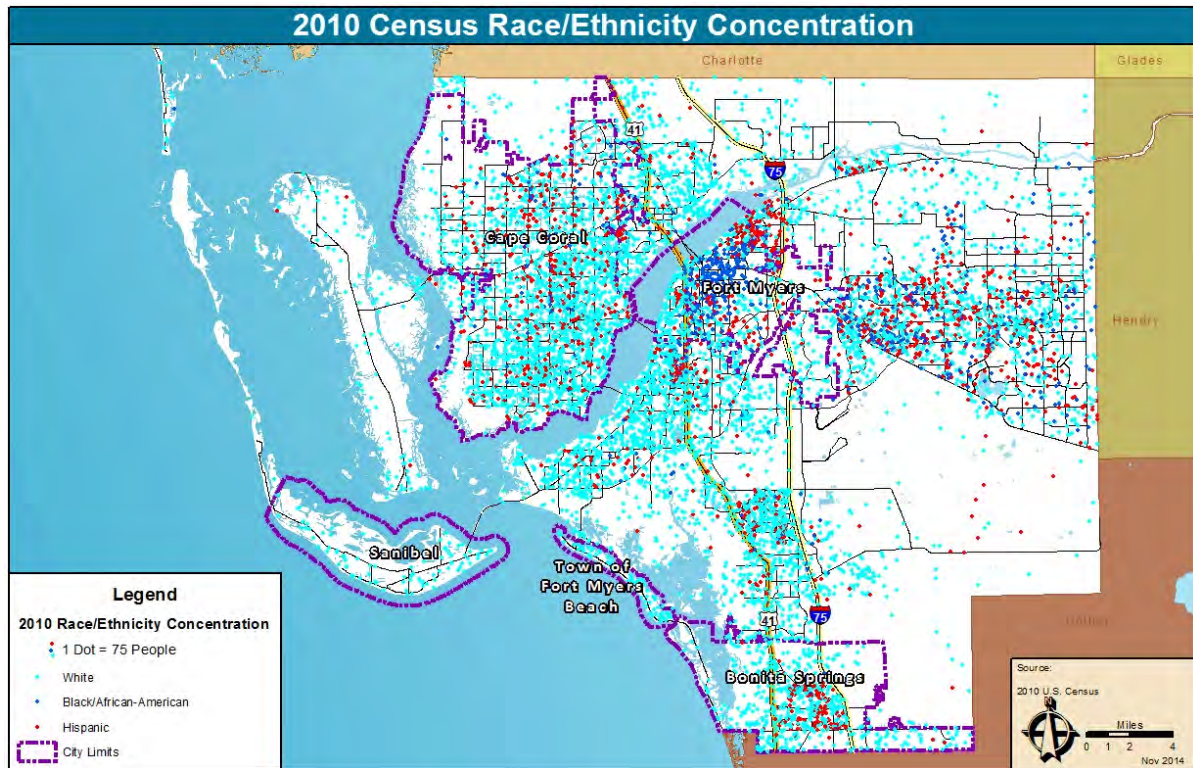 2010 Census Race/Ethnicity Concentration
Charlotte
Glades
41
75
Cape Coral
Fort Myers
Hendry
Sanibel
Town of
Fort Myers
Beach
41
75
Bonita Springs
Legend
2010 Race/Ethnicity Concentration
1 Dot = 75 People
White
Black/African-American
Hispanic
City Limits
Source:
2010 U.S. Census
N
Miles
0 1 2 4
Nov 2014